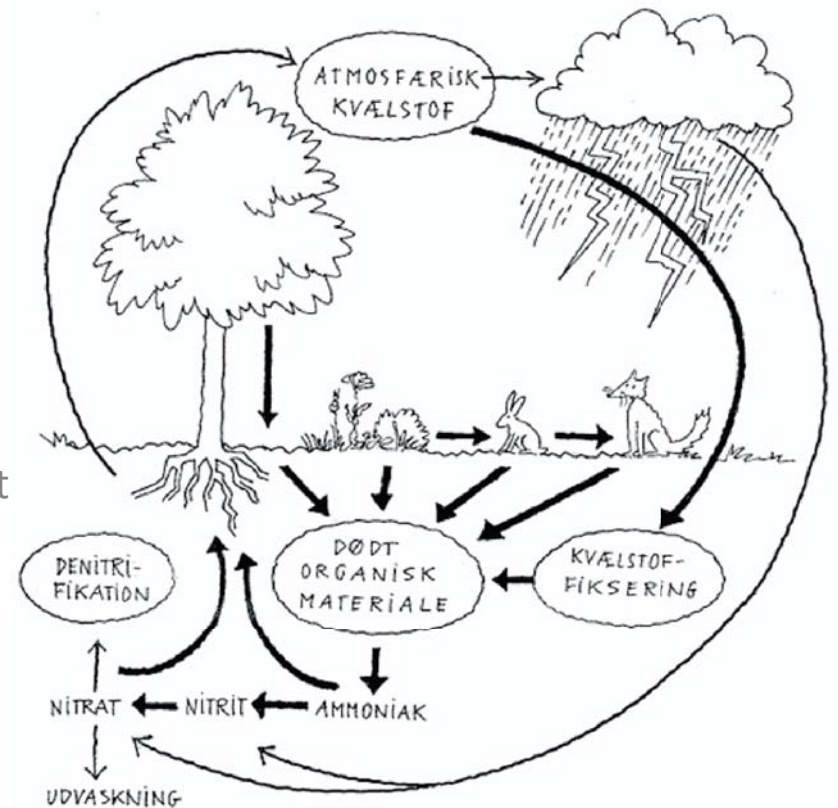 ATMOSFÆRISK
KVÆLSTOF
t
DENITRI-
FIKATION
DØDT
ORGANISK
MATERIALE
KVÆLSTOF-
FIKSERING
NITRAT
NITRIT
AMMONIAK
UDVASKNING